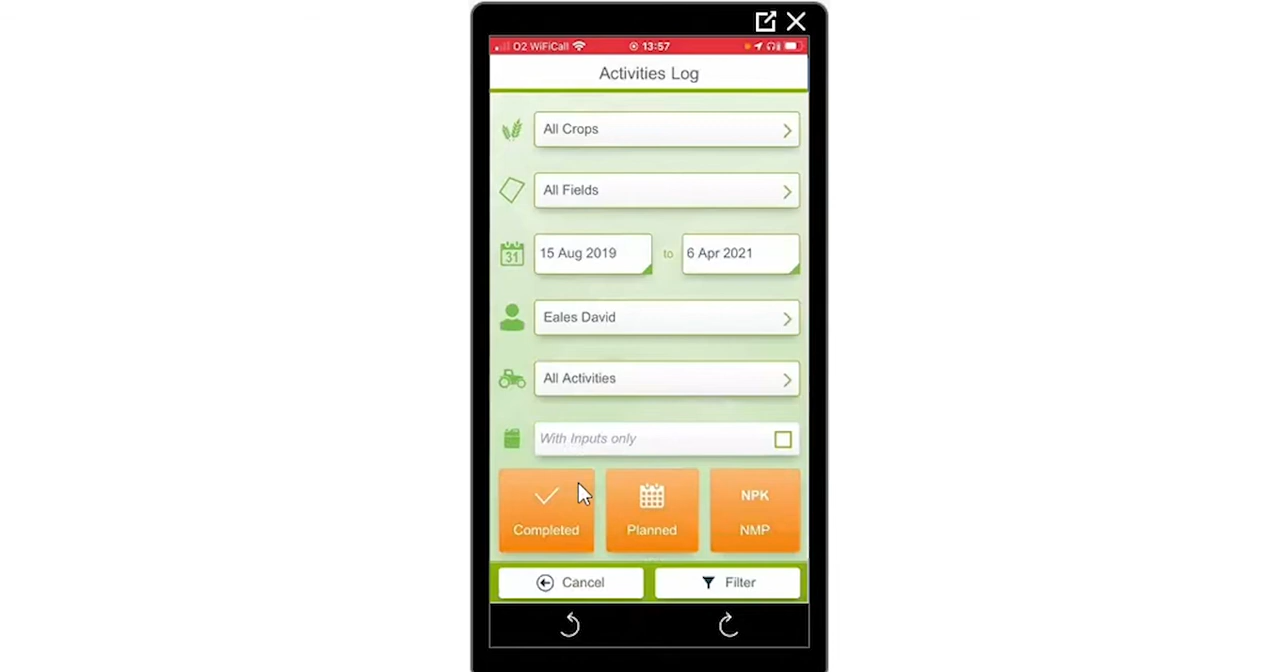 O2 WiFiCall 13:57
Activities Log
All Crops
All Fields
31 15 Aug 2019 to 6 Apr 2021
Eales David
All Activities
With Inputs only
NPK
Completed Planned NMP
Cancel Filter